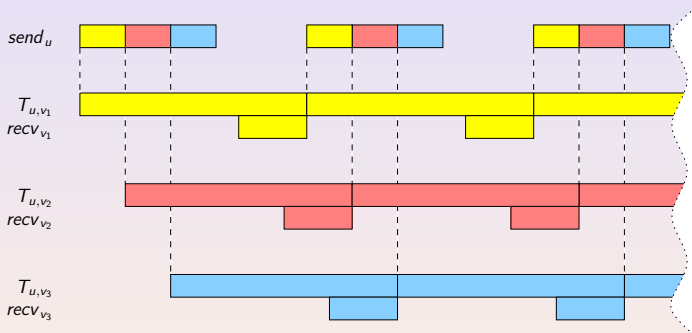 send_u
T_{u,v_1}
recv_{v_1}
T_{u,v_2}
recv_{v_2}
T_{u,v_3}
recv_{v_3}